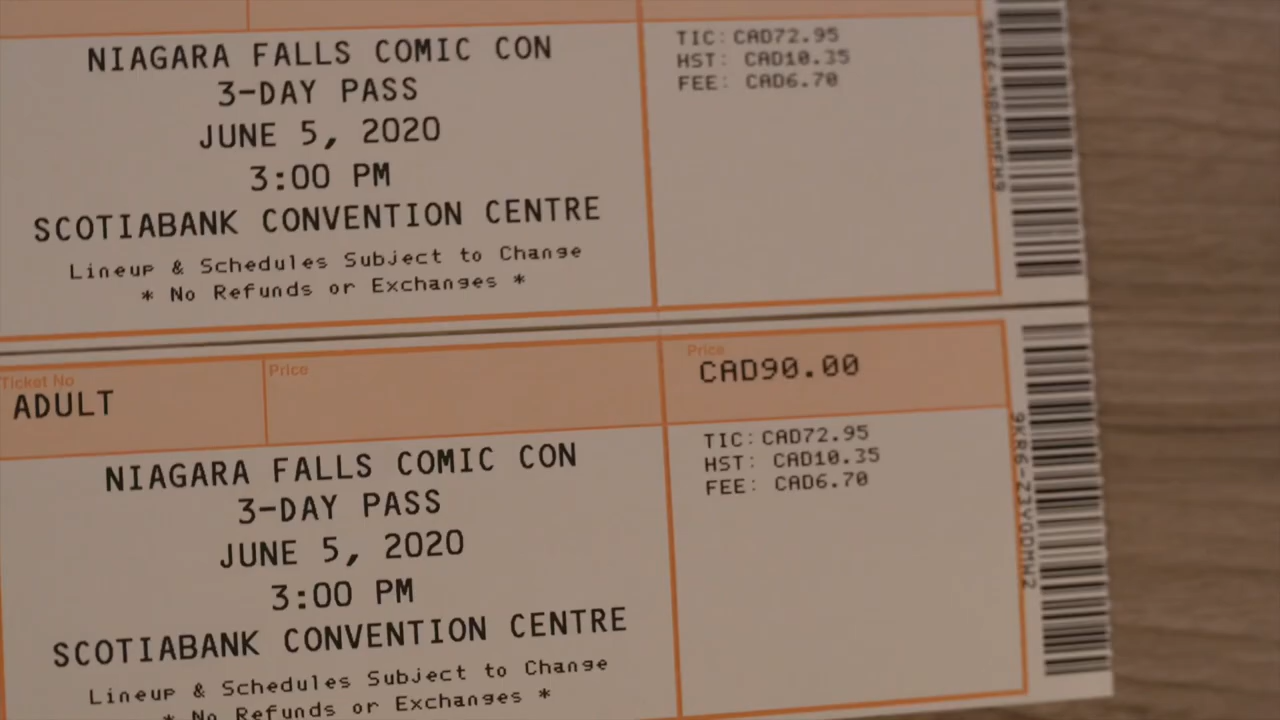 NIAGARA FALLS COMIC CON
3-DAY PASS
JUNE 5, 2020
3:00 PM
SCOTIABANK CONVENTION CENTRE
Lineup & Schedules Subject to Change
* No Refunds or Exchanges *
TIC: CAD72.95
HST: CAD10.35
FEE: CAD6.70
Ticket No
ADULT
Price
Price
CAD90.00
NIAGARA FALLS COMIC CON
3-DAY PASS
JUNE 5, 2020
3:00 PM
SCOTIABANK CONVENTION CENTRE
Lineup & Schedules Subject to Change
* No Refunds or Exchanges *
TIC: CAD72.95
HST: CAD10.35
FEE: CAD6.70